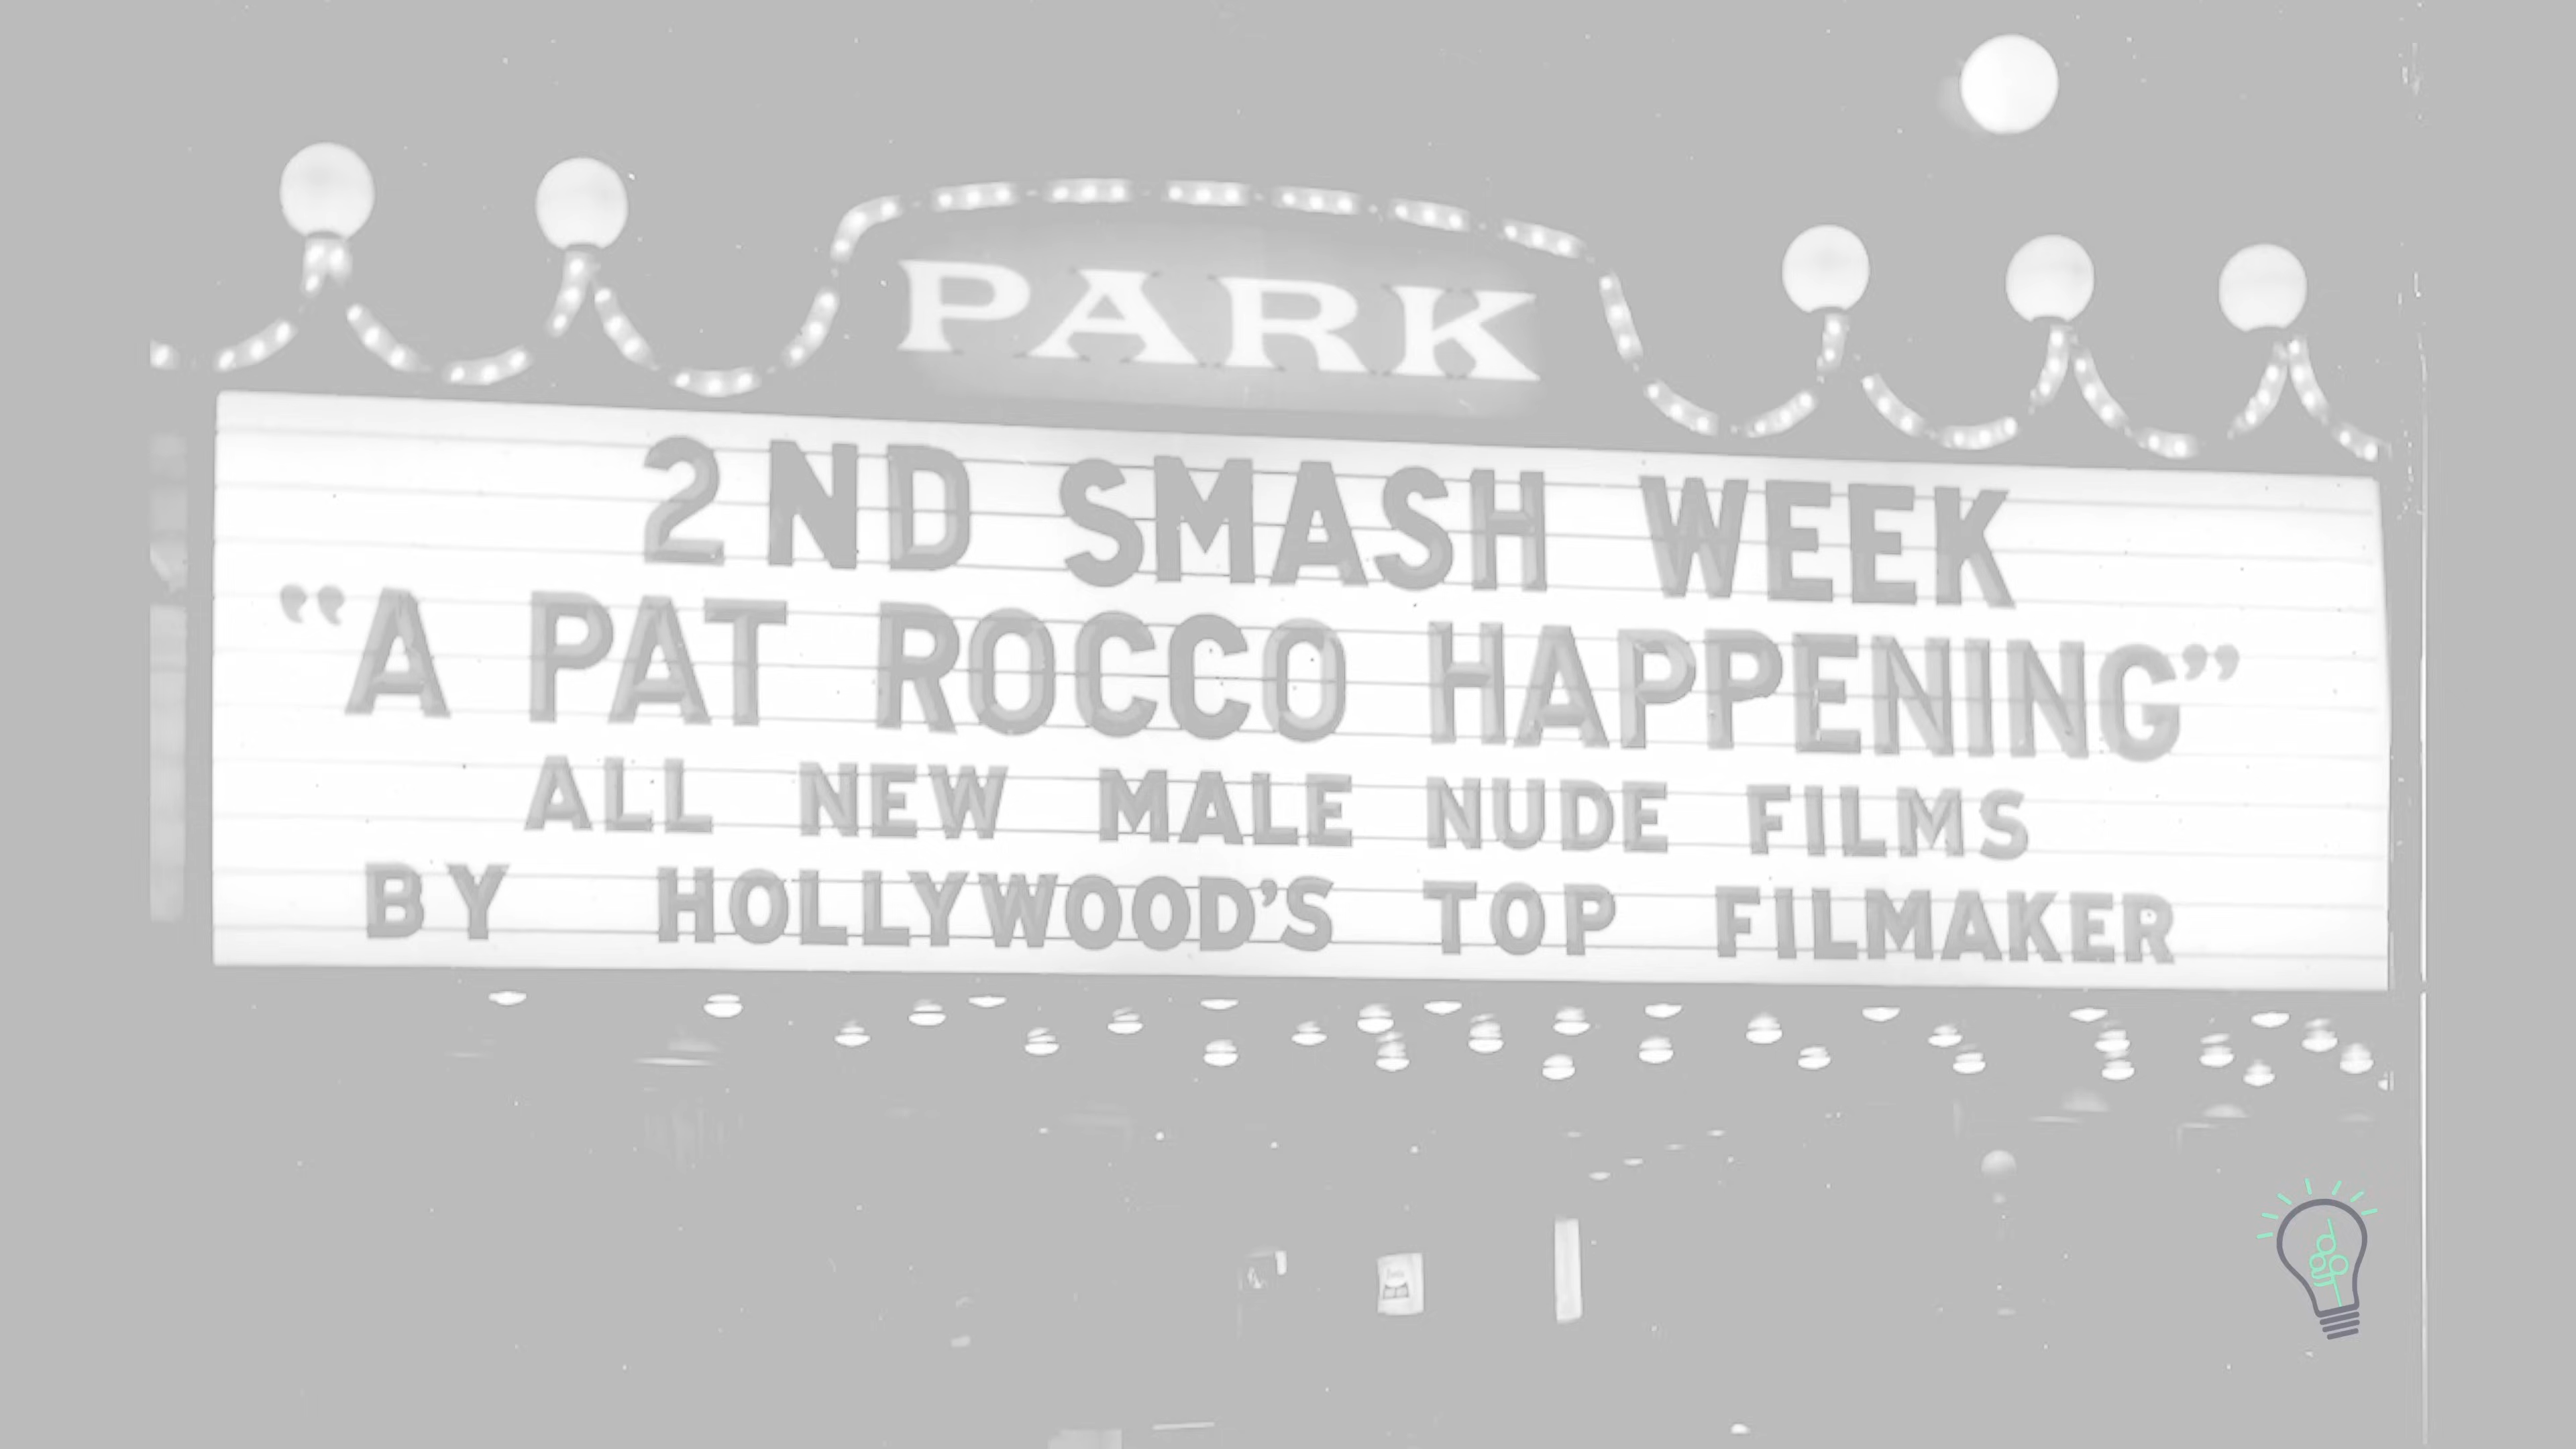 PARK
2ND SMASH WEEK
“A PAT ROCCO HAPPENING”
ALL NEW MALE NUDE FILMS
BY HOLLYWOOD'S TOP FILMAKER